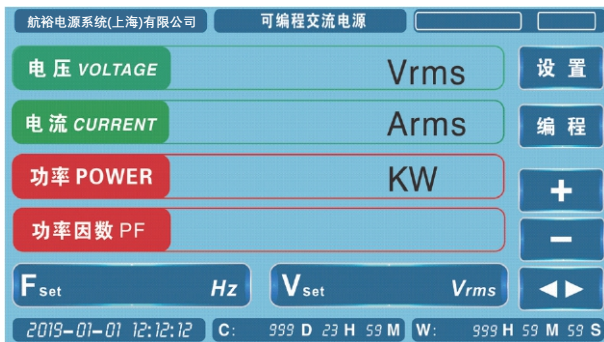 航裕电源系统(上海)有限公司 可编程交流电源
电压 VOLTAGE Vrms 设置
电流 CURRENT Arms 编程
功率 POWER KW +
功率因数 PF −
Fset Hz Vset Vrms ◀▶
2019-01-01 12:12:12 C: 999 D 23 H 59 M W: 999 H 59 M 59 S